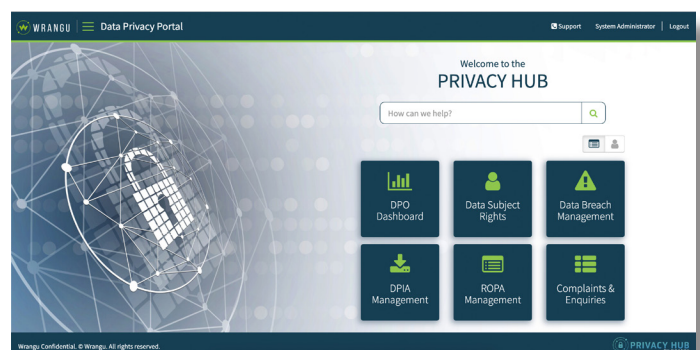 WRANGU Data Privacy Portal Support System Administrator Logout
Welcome to the
PRIVACY HUB
How can we help?
DPO
Dashboard
Data Subject
Rights
Data Breach
Management
DPIA
Management
ROPA
Management
Complaints &
Enquiries
Wrangu Confidential. © Wrangu. All rights reserved. PRIVACY HUB